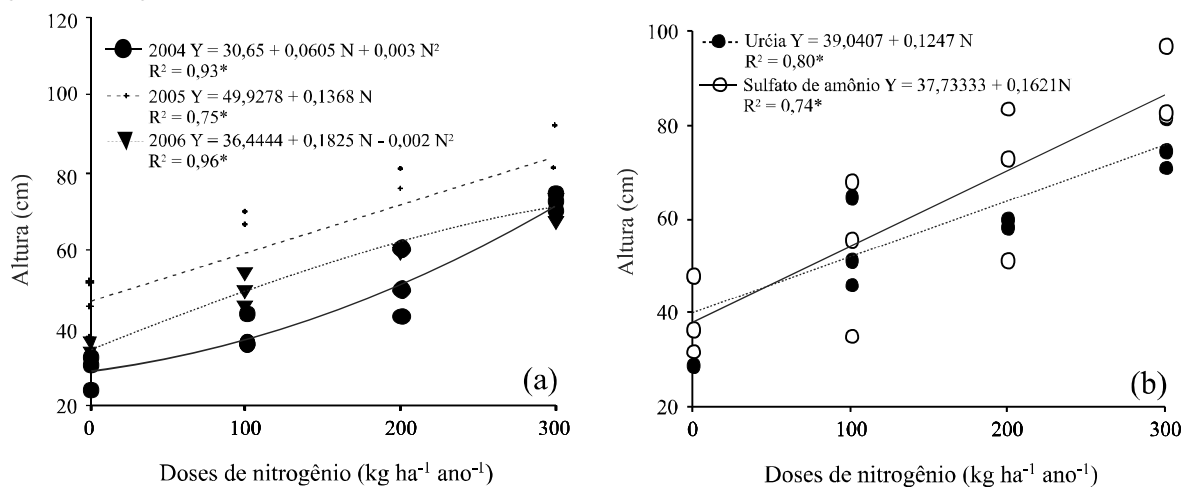 120
100
80
60
40
20
Altura (cm)
2004 Y = 30,65 + 0,0605 N + 0,003 N²
R² = 0,93*
2005 Y = 49,9278 + 0,1368 N
R² = 0,75*
2006 Y = 36,4444 + 0,1825 N - 0,002 N²
R² = 0,96*
(a)
0 100 200 300
Doses de nitrogênio (kg ha⁻¹ ano⁻¹)
100
80
60
40
20
Altura (cm)
Uréia Y = 39,0407 + 0,1247 N
R² = 0,80*
Sulfato de amônio Y = 37,73333 + 0,1621N
R² = 0,74*
(b)
0 100 200 300
Doses de nitrogênio (kg ha⁻¹ ano⁻¹)